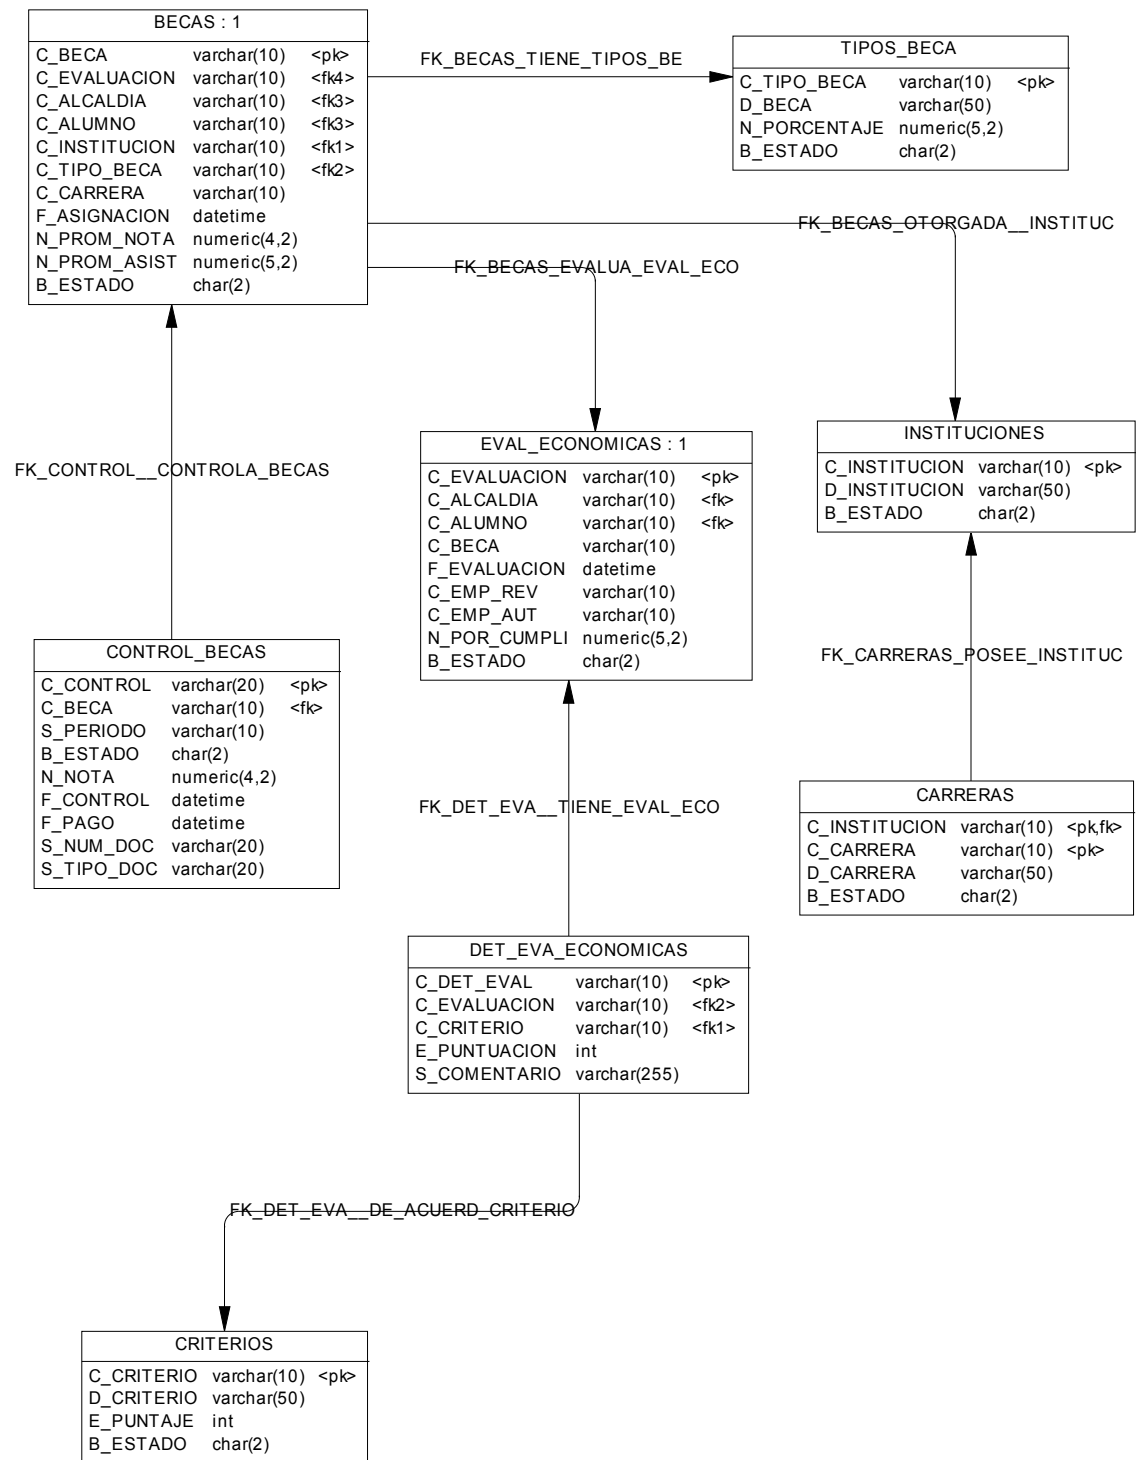 BECAS : 1
C_BECA varchar(10) <pk>
C_EVALUACION varchar(10) <fk4>
C_ALCALDIA varchar(10) <fk3>
C_ALUMNO varchar(10) <fk3>
C_INSTITUCION varchar(10) <fk1>
C_TIPO_BECA varchar(10) <fk2>
C_CARRERA varchar(10)
F_ASIGNACION datetime
N_PROM_NOTA numeric(4,2)
N_PROM_ASIST numeric(5,2)
B_ESTADO char(2)
FK_BECAS_TIENE_TIPOS_BE
TIPOS_BECA
C_TIPO_BECA varchar(10) <pk>
D_BECA varchar(50)
N_PORCENTAJE numeric(5,2)
B_ESTADO char(2)
FK_BECAS_OTORGADA__INSTITUC
FK_BECAS_EVALUA_EVAL_ECO
FK_CONTROL__CONTROLA_BECAS
EVAL_ECONOMICAS : 1
C_EVALUACION varchar(10) <pk>
C_ALCALDIA varchar(10) <fk>
C_ALUMNO varchar(10) <fk>
C_BECA varchar(10)
F_EVALUACION datetime
C_EMP_REV varchar(10)
C_EMP_AUT varchar(10)
N_POR_CUMPLI numeric(5,2)
B_ESTADO char(2)
INSTITUCIONES
C_INSTITUCION varchar(10) <pk>
D_INSTITUCION varchar(50)
B_ESTADO char(2)
FK_CARRERAS_POSEE_INSTITUC
CONTROL_BECAS
C_CONTROL varchar(20) <pk>
C_BECA varchar(10) <fk>
S_PERIODO varchar(10)
B_ESTADO char(2)
N_NOTA numeric(4,2)
F_CONTROL datetime
F_PAGO datetime
S_NUM_DOC varchar(20)
S_TIPO_DOC varchar(20)
FK_DET_EVA__TIENE_EVAL_ECO
CARRERAS
C_INSTITUCION varchar(10) <pk,fk>
C_CARRERA varchar(10) <pk>
D_CARRERA varchar(50)
B_ESTADO char(2)
DET_EVA_ECONOMICAS
C_DET_EVAL varchar(10) <pk>
C_EVALUACION varchar(10) <fk2>
C_CRITERIO varchar(10) <fk1>
E_PUNTUACION int
S_COMENTARIO varchar(255)
FK_DET_EVA__DE_ACUERD_CRITERIO
CRITERIOS
C_CRITERIO varchar(10) <pk>
D_CRITERIO varchar(50)
E_PUNTAJE int
B_ESTADO char(2)